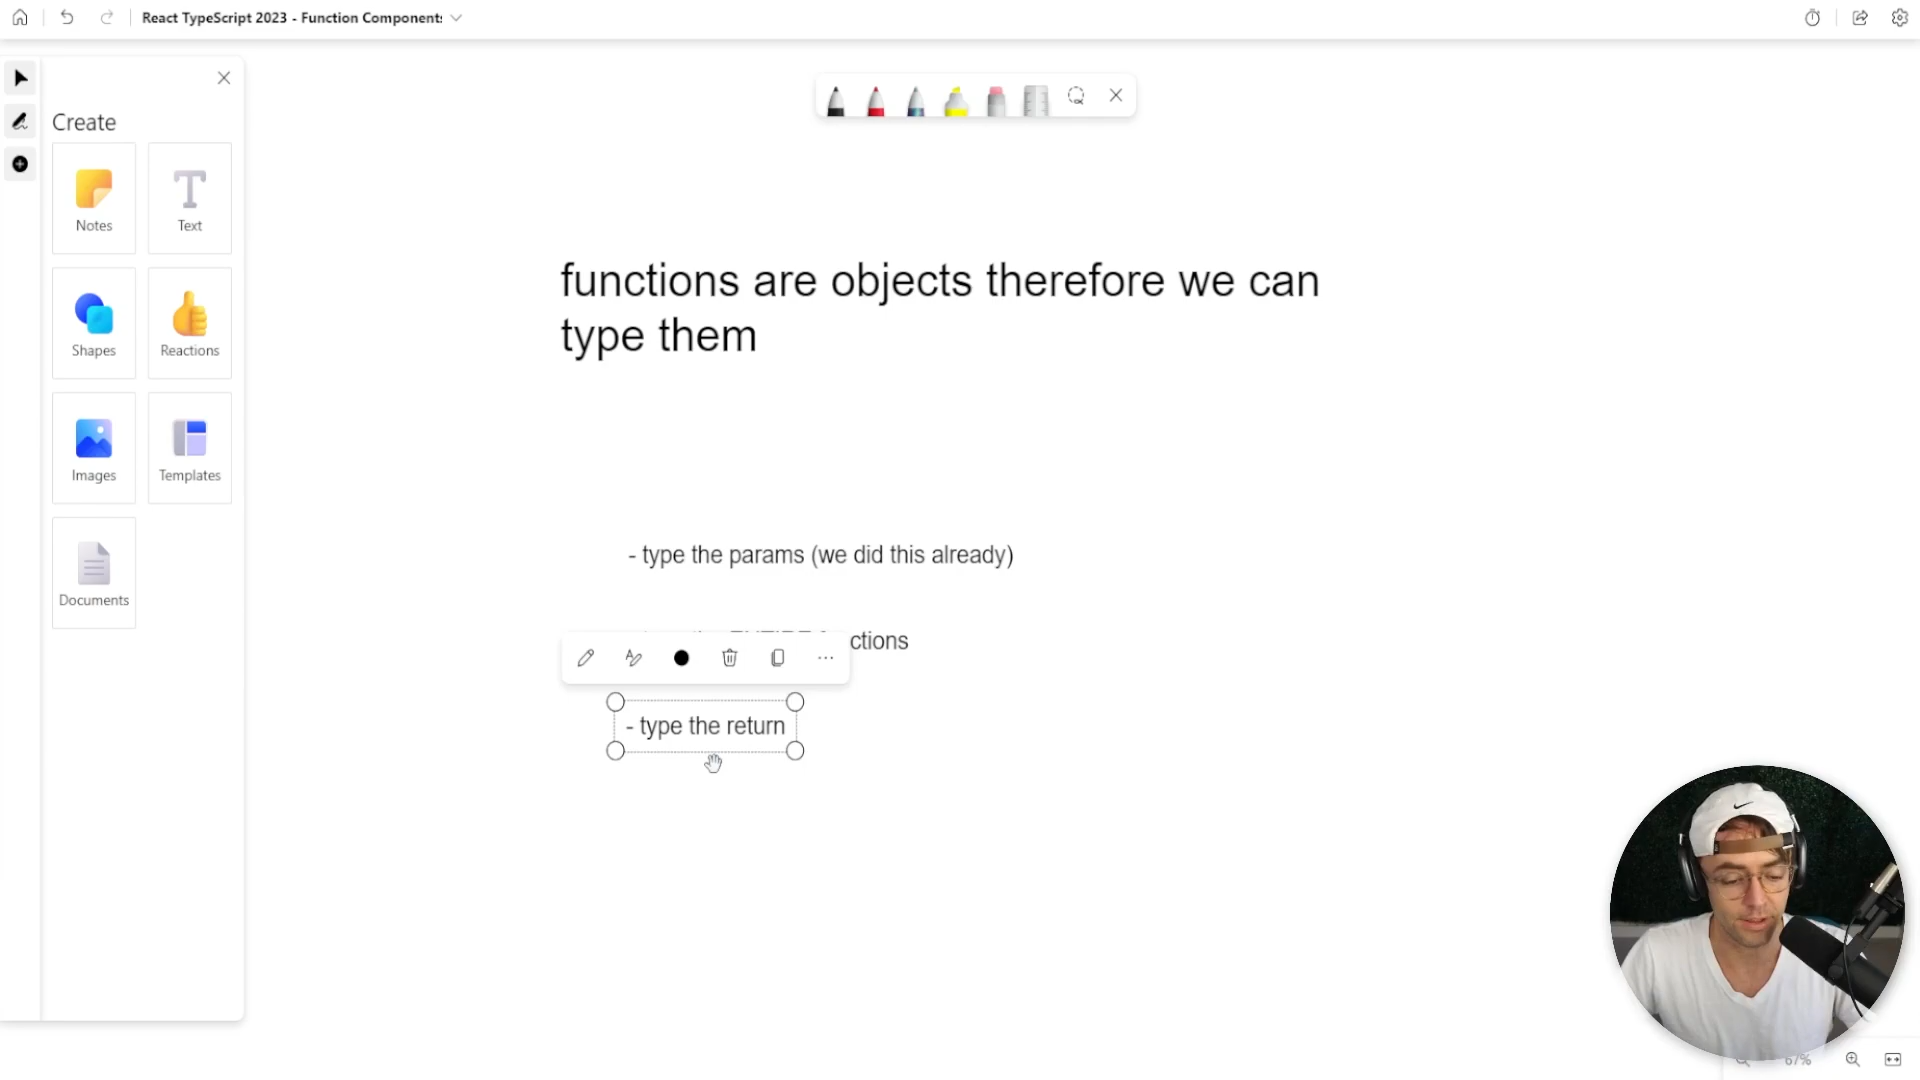 React TypeScript 2023 - Function Component:
Create
Notes
Text
Shapes
Reactions
Images
Templates
Documents
functions are objects therefore we can
type them
- type the params (we did this already)
ctions
- type the return
67%